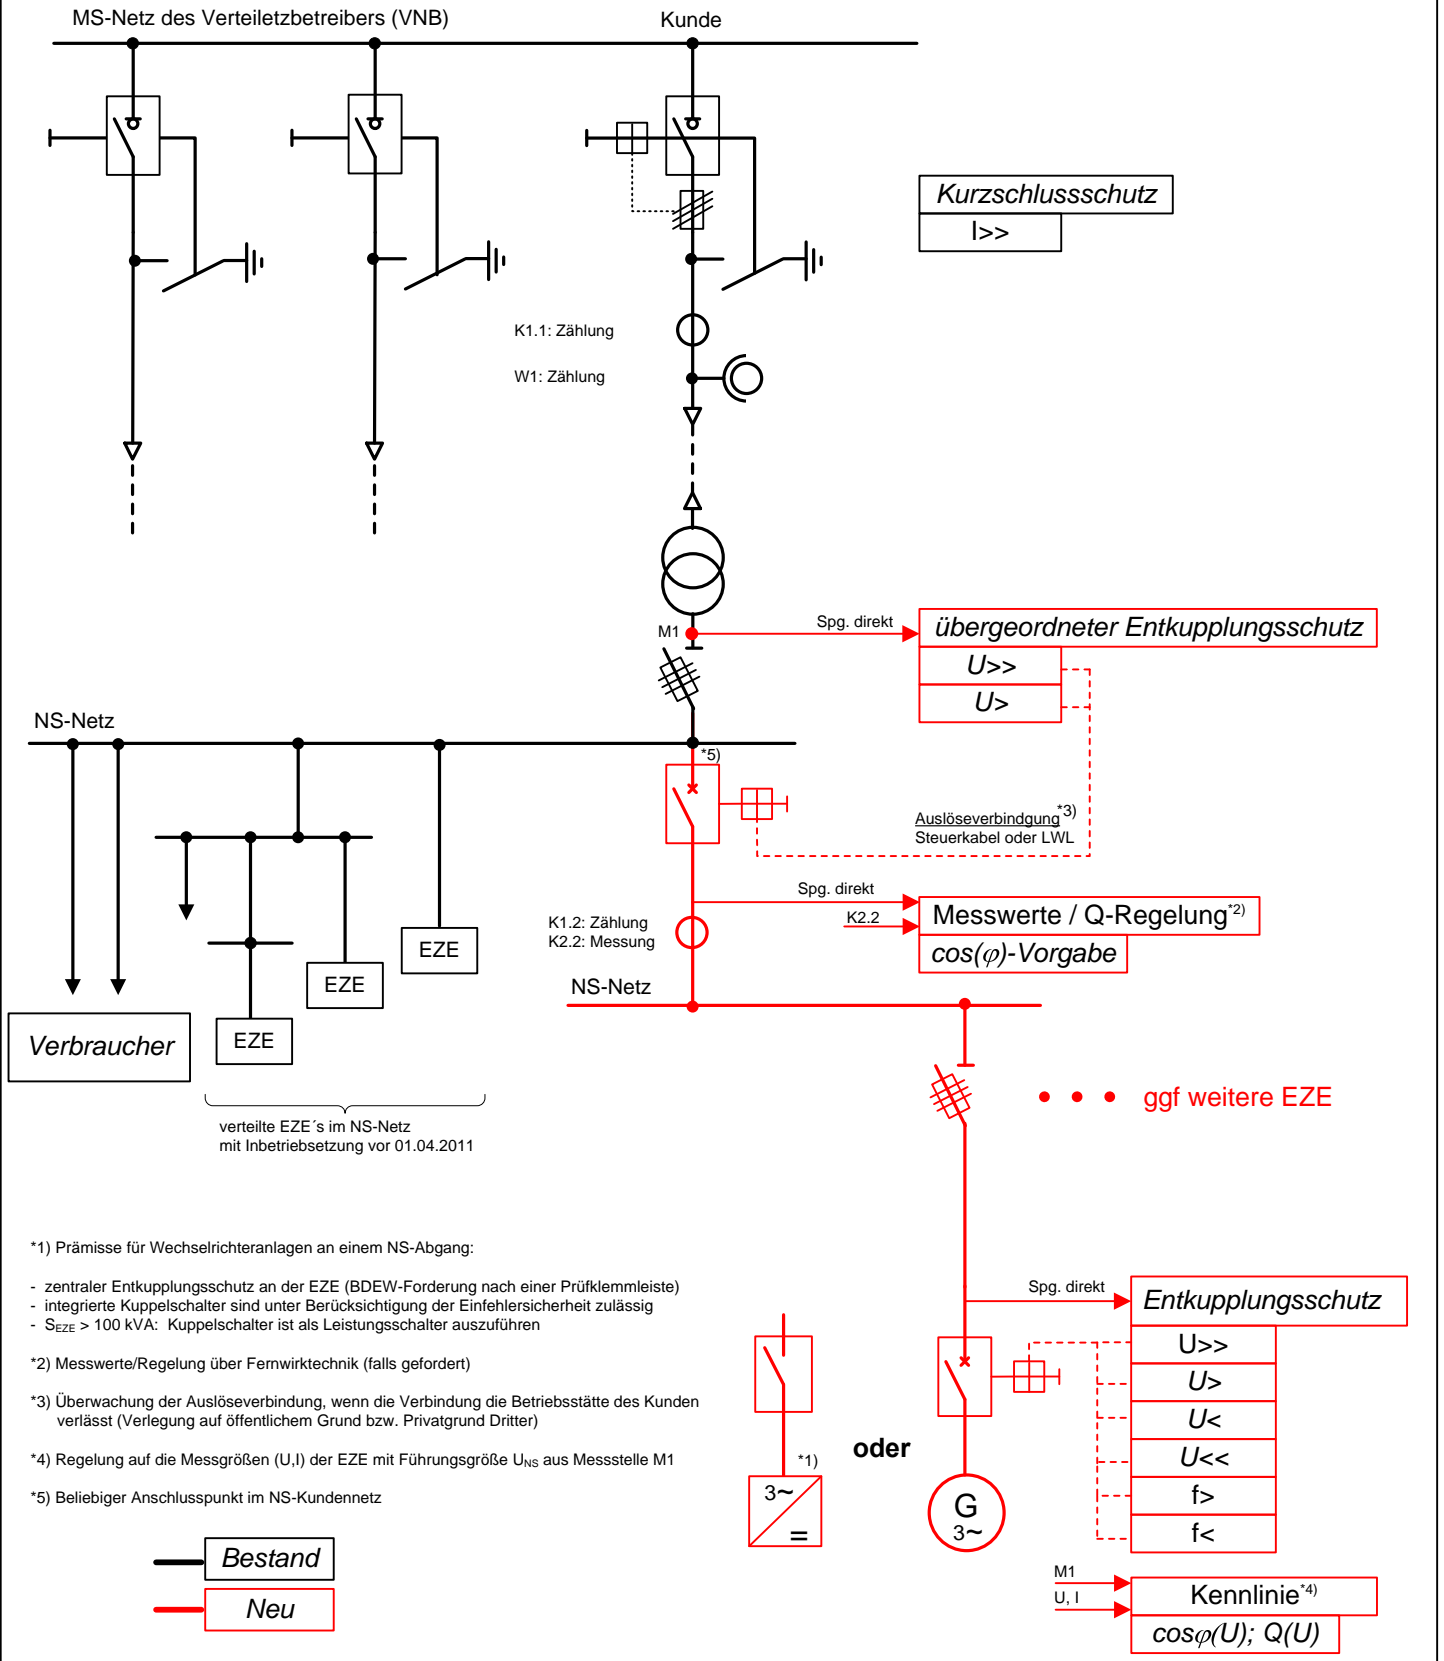 MS-Netz des Verteiletzbetreibers (VNB)
Kunde
Kurzschlussschutz
I>>
K1.1: Zählung
W1: Zählung
M1
Spg. direkt
übergeordneter Entkupplungsschutz
U>>
U>
NS-Netz
*5)
Auslöseverbindgung*3)
Steuerkabel oder LWL
Spg. direkt
K1.2: Zählung
K2.2: Messung
K2.2
Messwerte / Q-Regelung*2)
cos(φ)-Vorgabe
EZE
EZE
EZE
NS-Netz
Verbraucher
ggf weitere EZE
verteilte EZE´s im NS-Netz
mit Inbetriebsetzung vor 01.04.2011
*1) Prämisse für Wechselrichteranlagen an einem NS-Abgang:
- zentraler Entkupplungsschutz an der EZE (BDEW-Forderung nach einer Prüfklemmleiste)
- integrierte Kuppelschalter sind unter Berücksichtigung der Einfehlersicherheit zulässig
- SEZE > 100 kVA: Kuppelschalter ist als Leistungsschalter auszuführen
*2) Messwerte/Regelung über Fernwirktechnik (falls gefordert)
*3) Überwachung der Auslöseverbindung, wenn die Verbindung die Betriebsstätte des Kunden
verlässt (Verlegung auf öffentlichem Grund bzw. Privatgrund Dritter)
*4) Regelung auf die Messgrößen (U,I) der EZE mit Führungsgröße UNS aus Messstelle M1
*5) Beliebiger Anschlusspunkt im NS-Kundennetz
Spg. direkt
Entkupplungsschutz
U>>
U>
U<
U<<
f>
f<
oder
*1)
3~
=
G
3~
M1
U, I
Kennlinie*4)
cosφ(U); Q(U)
Bestand
Neu